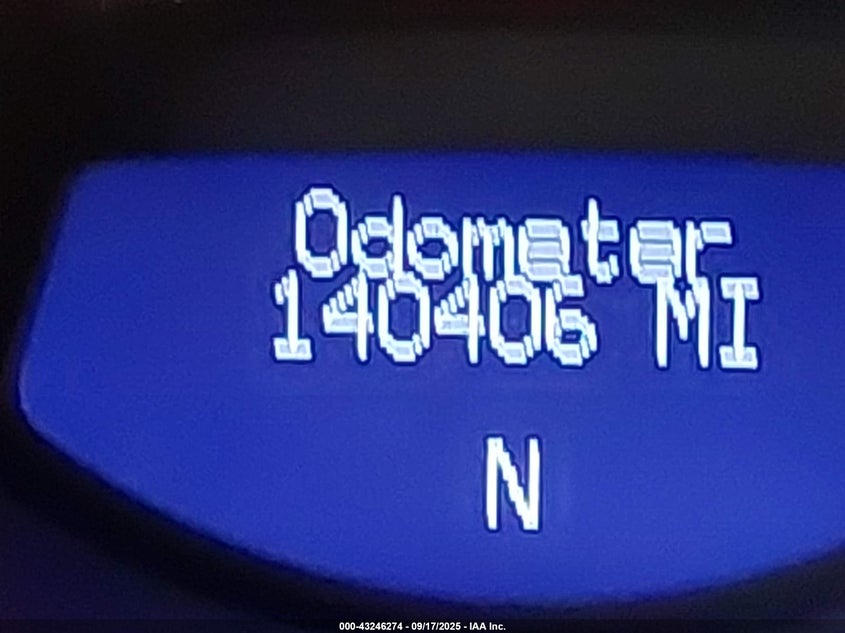 Odometer
140406 MI
N
000-43246274 - 09/17/2025 - IAA Inc.